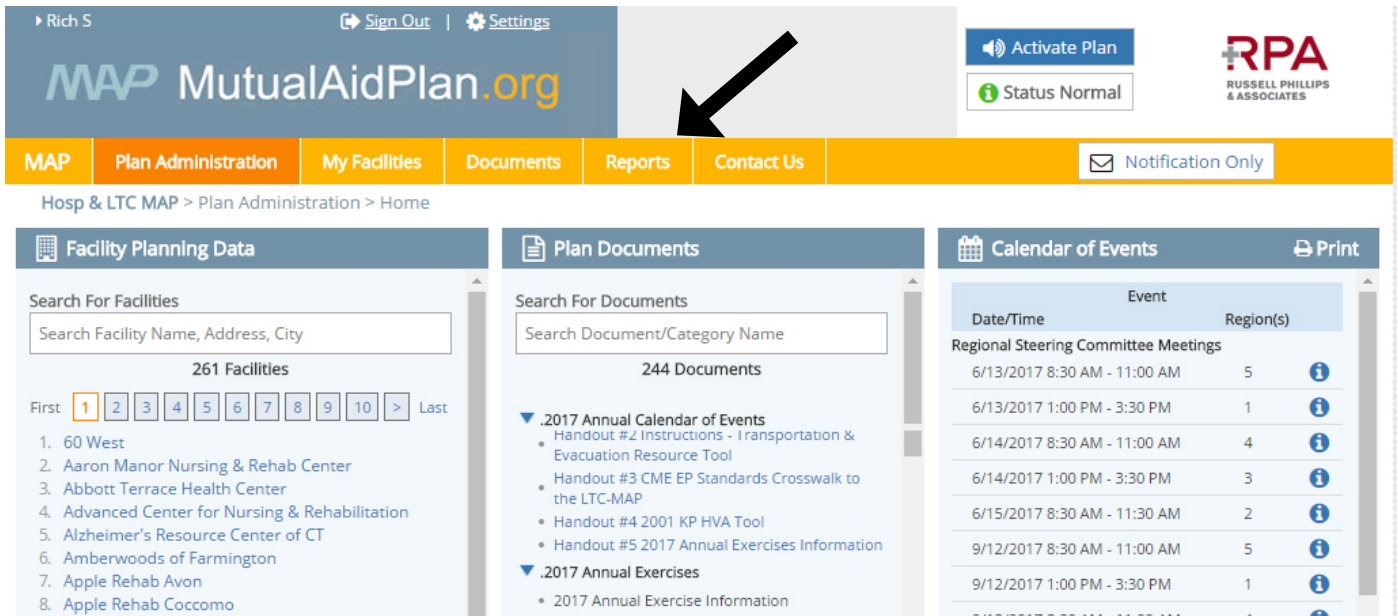 Rich S Sign Out | Settings
MAP MutualAidPlan.org
Activate Plan
Status Normal
RPA
RUSSELL PHILLIPS
& ASSOCIATES
MAP Plan Administration My Facilities Documents Reports Contact Us
Notification Only
Hosp & LTC MAP > Plan Administration > Home
Facility Planning Data
Search For Facilities
Search Facility Name, Address, City
261 Facilities
First 1 2 3 4 5 6 7 8 9 10 > Last
1. 60 West
2. Aaron Manor Nursing & Rehab Center
3. Abbott Terrace Health Center
4. Advanced Center for Nursing & Rehabilitation
5. Alzheimer's Resource Center of CT
6. Amberwoods of Farmington
7. Apple Rehab Avon
8. Apple Rehab Coccomo
Plan Documents
Search For Documents
Search Document/Category Name
244 Documents
.2017 Annual Calendar of Events
Handout #2 Instructions - Transportation &
Evacuation Resource Tool
Handout #3 CME EP Standards Crosswalk to
the LTC-MAP
Handout #4 2001 KP HVA Tool
Handout #5 2017 Annual Exercises Information
.2017 Annual Exercises
2017 Annual Exercise Information
Calendar of Events Print
Event
Date/Time Region(s)
Regional Steering Committee Meetings
6/13/2017 8:30 AM - 11:00 AM 5
6/13/2017 1:00 PM - 3:30 PM 1
6/14/2017 8:30 AM - 11:00 AM 4
6/14/2017 1:00 PM - 3:30 PM 3
6/15/2017 8:30 AM - 11:30 AM 2
9/12/2017 8:30 AM - 11:00 AM 5
9/12/2017 1:00 PM - 3:30 PM 1